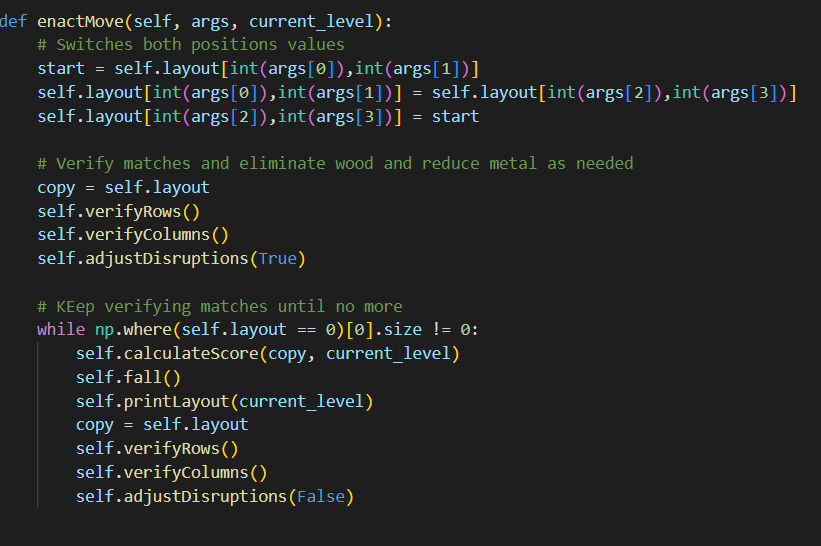 def enactMove(self, args, current_level):
    # Switches both positions values
    start = self.layout[int(args[0]),int(args[1])]
    self.layout[int(args[0]),int(args[1])] = self.layout[int(args[2]),int(args[3])]
    self.layout[int(args[2]),int(args[3])] = start

    # Verify matches and eliminate wood and reduce metal as needed
    copy = self.layout
    self.verifyRows()
    self.verifyColumns()
    self.adjustDisruptions(True)

    # KEep verifying matches until no more
    while np.where(self.layout == 0)[0].size != 0:
        self.calculateScore(copy, current_level)
        self.fall()
        self.printLayout(current_level)
        copy = self.layout
        self.verifyRows()
        self.verifyColumns()
        self.adjustDisruptions(False)